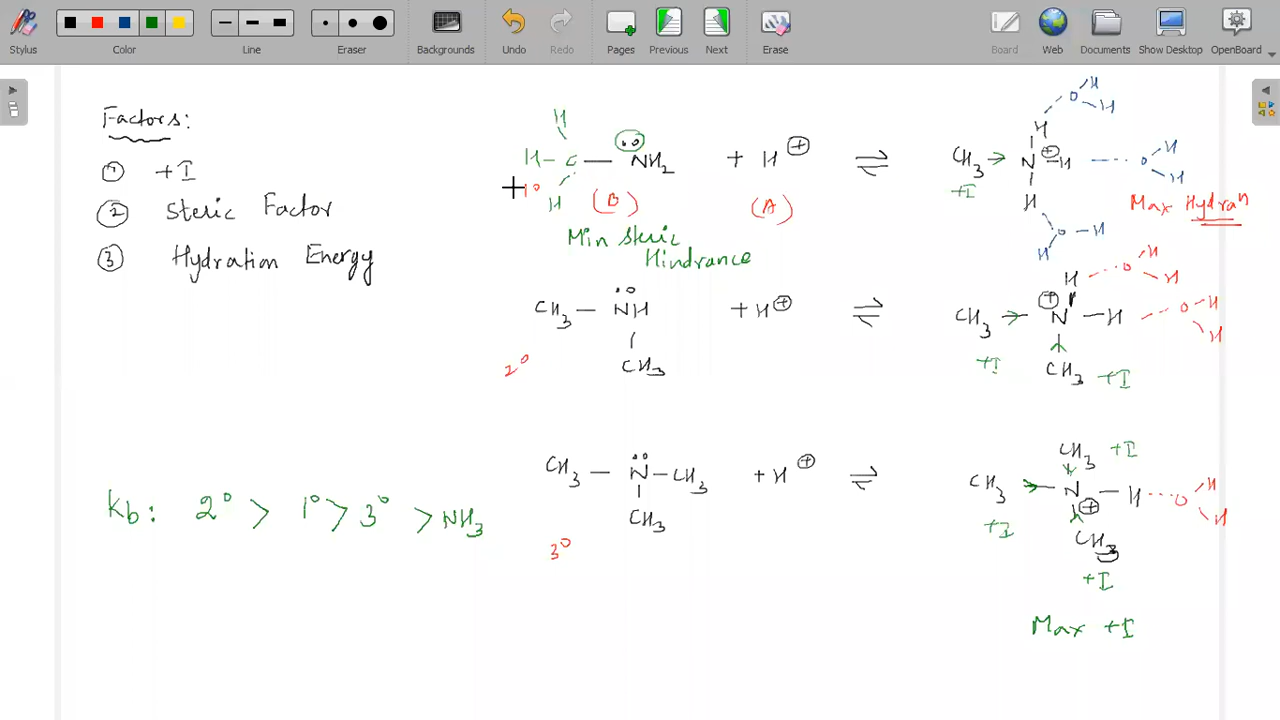 Stylus
Color
Line
Eraser
Backgrounds
Undo
Redo
Pages
Previous
Next
Erase
Board
Web
Documents
Show Desktop
OpenBoard
Factors:
① +I
② Steric Factor
③ Hydration Energy
H
H – C — NH2 + H⊕ ⇌ CH3 → N⊕ – H
H
H
H
1°
(B)
(A)
+I
O H
H
O H
H
O – H
H
Max Hydraⁿ
Min Steric
Hindrance
CH3 — NH + H⊕ ⇌ CH3 → N⊕ – H
CH3
2°
H
O H
H
O H
H
+I
CH3 +I
CH3 — N – CH3 + H⊕ ⇌ CH3 → N⊕ – H
CH3
3°
CH3 +I
O H
H
+I
CH3
+I
Max +I
Kb: 2° > 1° > 3° > NH3